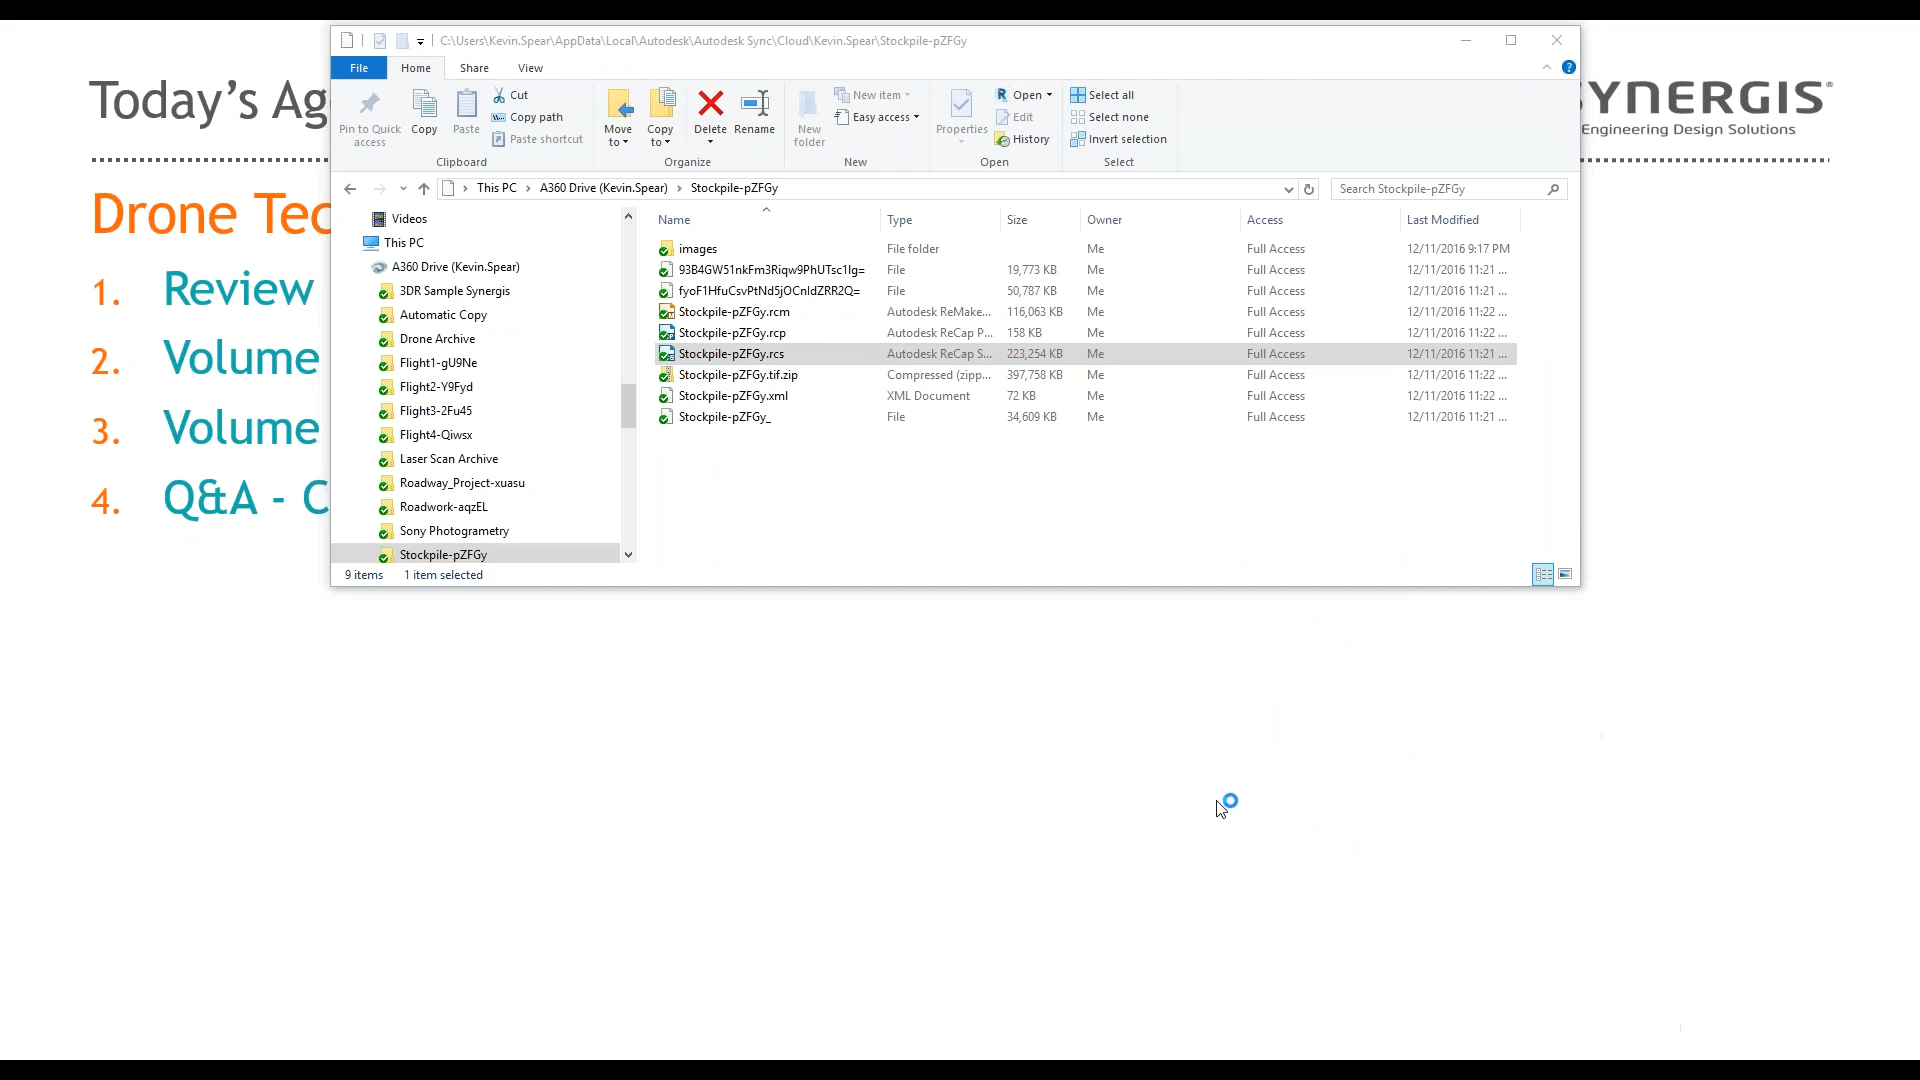 C:\Users\Kevin.Spear\AppData\Local\Autodesk\Autodesk Sync\Cloud\Kevin.Spear\Stockpile-pZFGy
File Home Share View
Pin to Quick access
Copy
Paste
Cut
Copy path
Paste shortcut
Clipboard
Move to
Copy to
Delete
Rename
Organize
New folder
New item
Easy access
New
Properties
Open
Edit
History
Open
Select all
Select none
Invert selection
Select
This PC A360 Drive (Kevin.Spear) Stockpile-pZFGy
Search Stockpile-pZFGy
Videos
This PC
A360 Drive (Kevin.Spear)
3DR Sample Synergis
Automatic Copy
Drone Archive
Flight1-gU9Ne
Flight2-Y9Fyd
Flight3-2Fu45
Flight4-Qiwsx
Laser Scan Archive
Roadway_Project-xuasu
Roadwork-aqzEL
Sony Photogrametry
Stockpile-pZFGy
Name Type Size Owner Access Last Modified
images File folder Me Full Access 12/11/2016 9:17 PM
93B4GW51nkFm3Riqw9PhUTsc1Ig= File 19,773 KB Me Full Access 12/11/2016 11:21 ...
fyoF1HfuCsvPtNd5jOCnIdZRR2Q= File 50,787 KB Me Full Access 12/11/2016 11:21 ...
Stockpile-pZFGy.rcm Autodesk ReMake... 116,063 KB Me Full Access 12/11/2016 11:22 ...
Stockpile-pZFGy.rcp Autodesk ReCap P... 158 KB Me Full Access 12/11/2016 11:22 ...
Stockpile-pZFGy.rcs Autodesk ReCap S... 223,254 KB Me Full Access 12/11/2016 11:21 ...
Stockpile-pZFGy.tif.zip Compressed (zipp... 397,758 KB Me Full Access 12/11/2016 11:22 ...
Stockpile-pZFGy.xml XML Document 72 KB Me Full Access 12/11/2016 11:22 ...
Stockpile-pZFGy_ File 34,609 KB Me Full Access 12/11/2016 11:21 ...
9 items 1 item selected
Today's Ag
SYNERGIS®
Engineering Design Solutions
Drone Tec
1. Review
2. Volume
3. Volume
4. Q&A - C